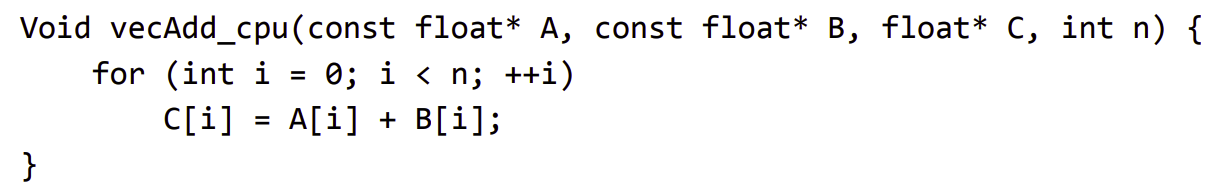 Void vecAdd_cpu(const float* A, const float* B, float* C, int n) {
    for (int i = 0; i < n; ++i)
        C[i] = A[i] + B[i];
}